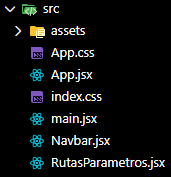 src
assets
App.css
App.jsx
index.css
main.jsx
Navbar.jsx
RutasParametros.jsx